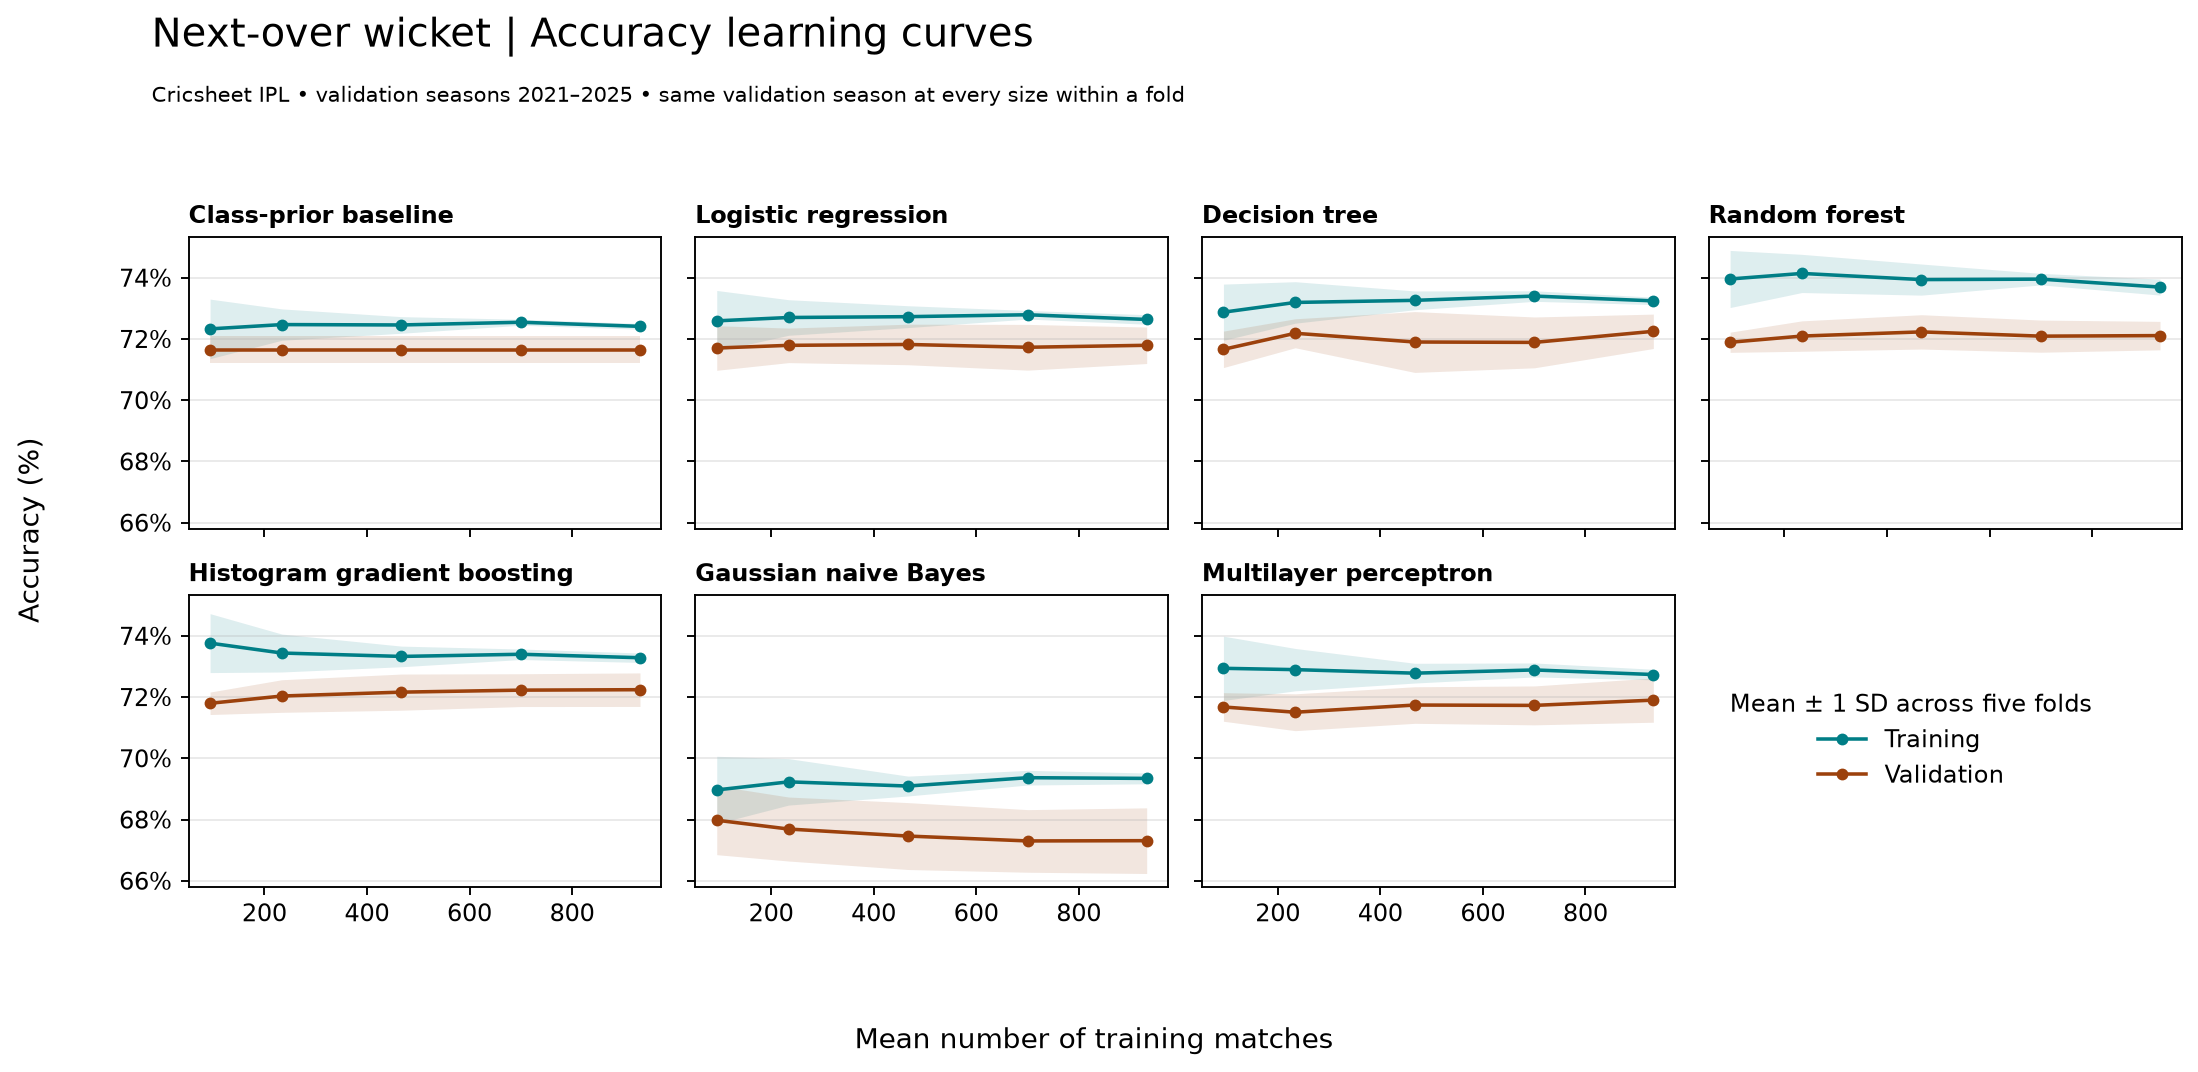 Next-over wicket | Accuracy learning curves
Cricsheet IPL • validation seasons 2021–2025 • same validation season at every size within a fold
Class-prior baseline
Logistic regression
Decision tree
Random forest
74%
72%
70%
68%
66%
Accuracy (%)
Histogram gradient boosting
Gaussian naive Bayes
Multilayer perceptron
74%
72%
70%
68%
66%
200 400 600 800
200 400 600 800
200 400 600 800
Mean ± 1 SD across five folds
Training
Validation
Mean number of training matches